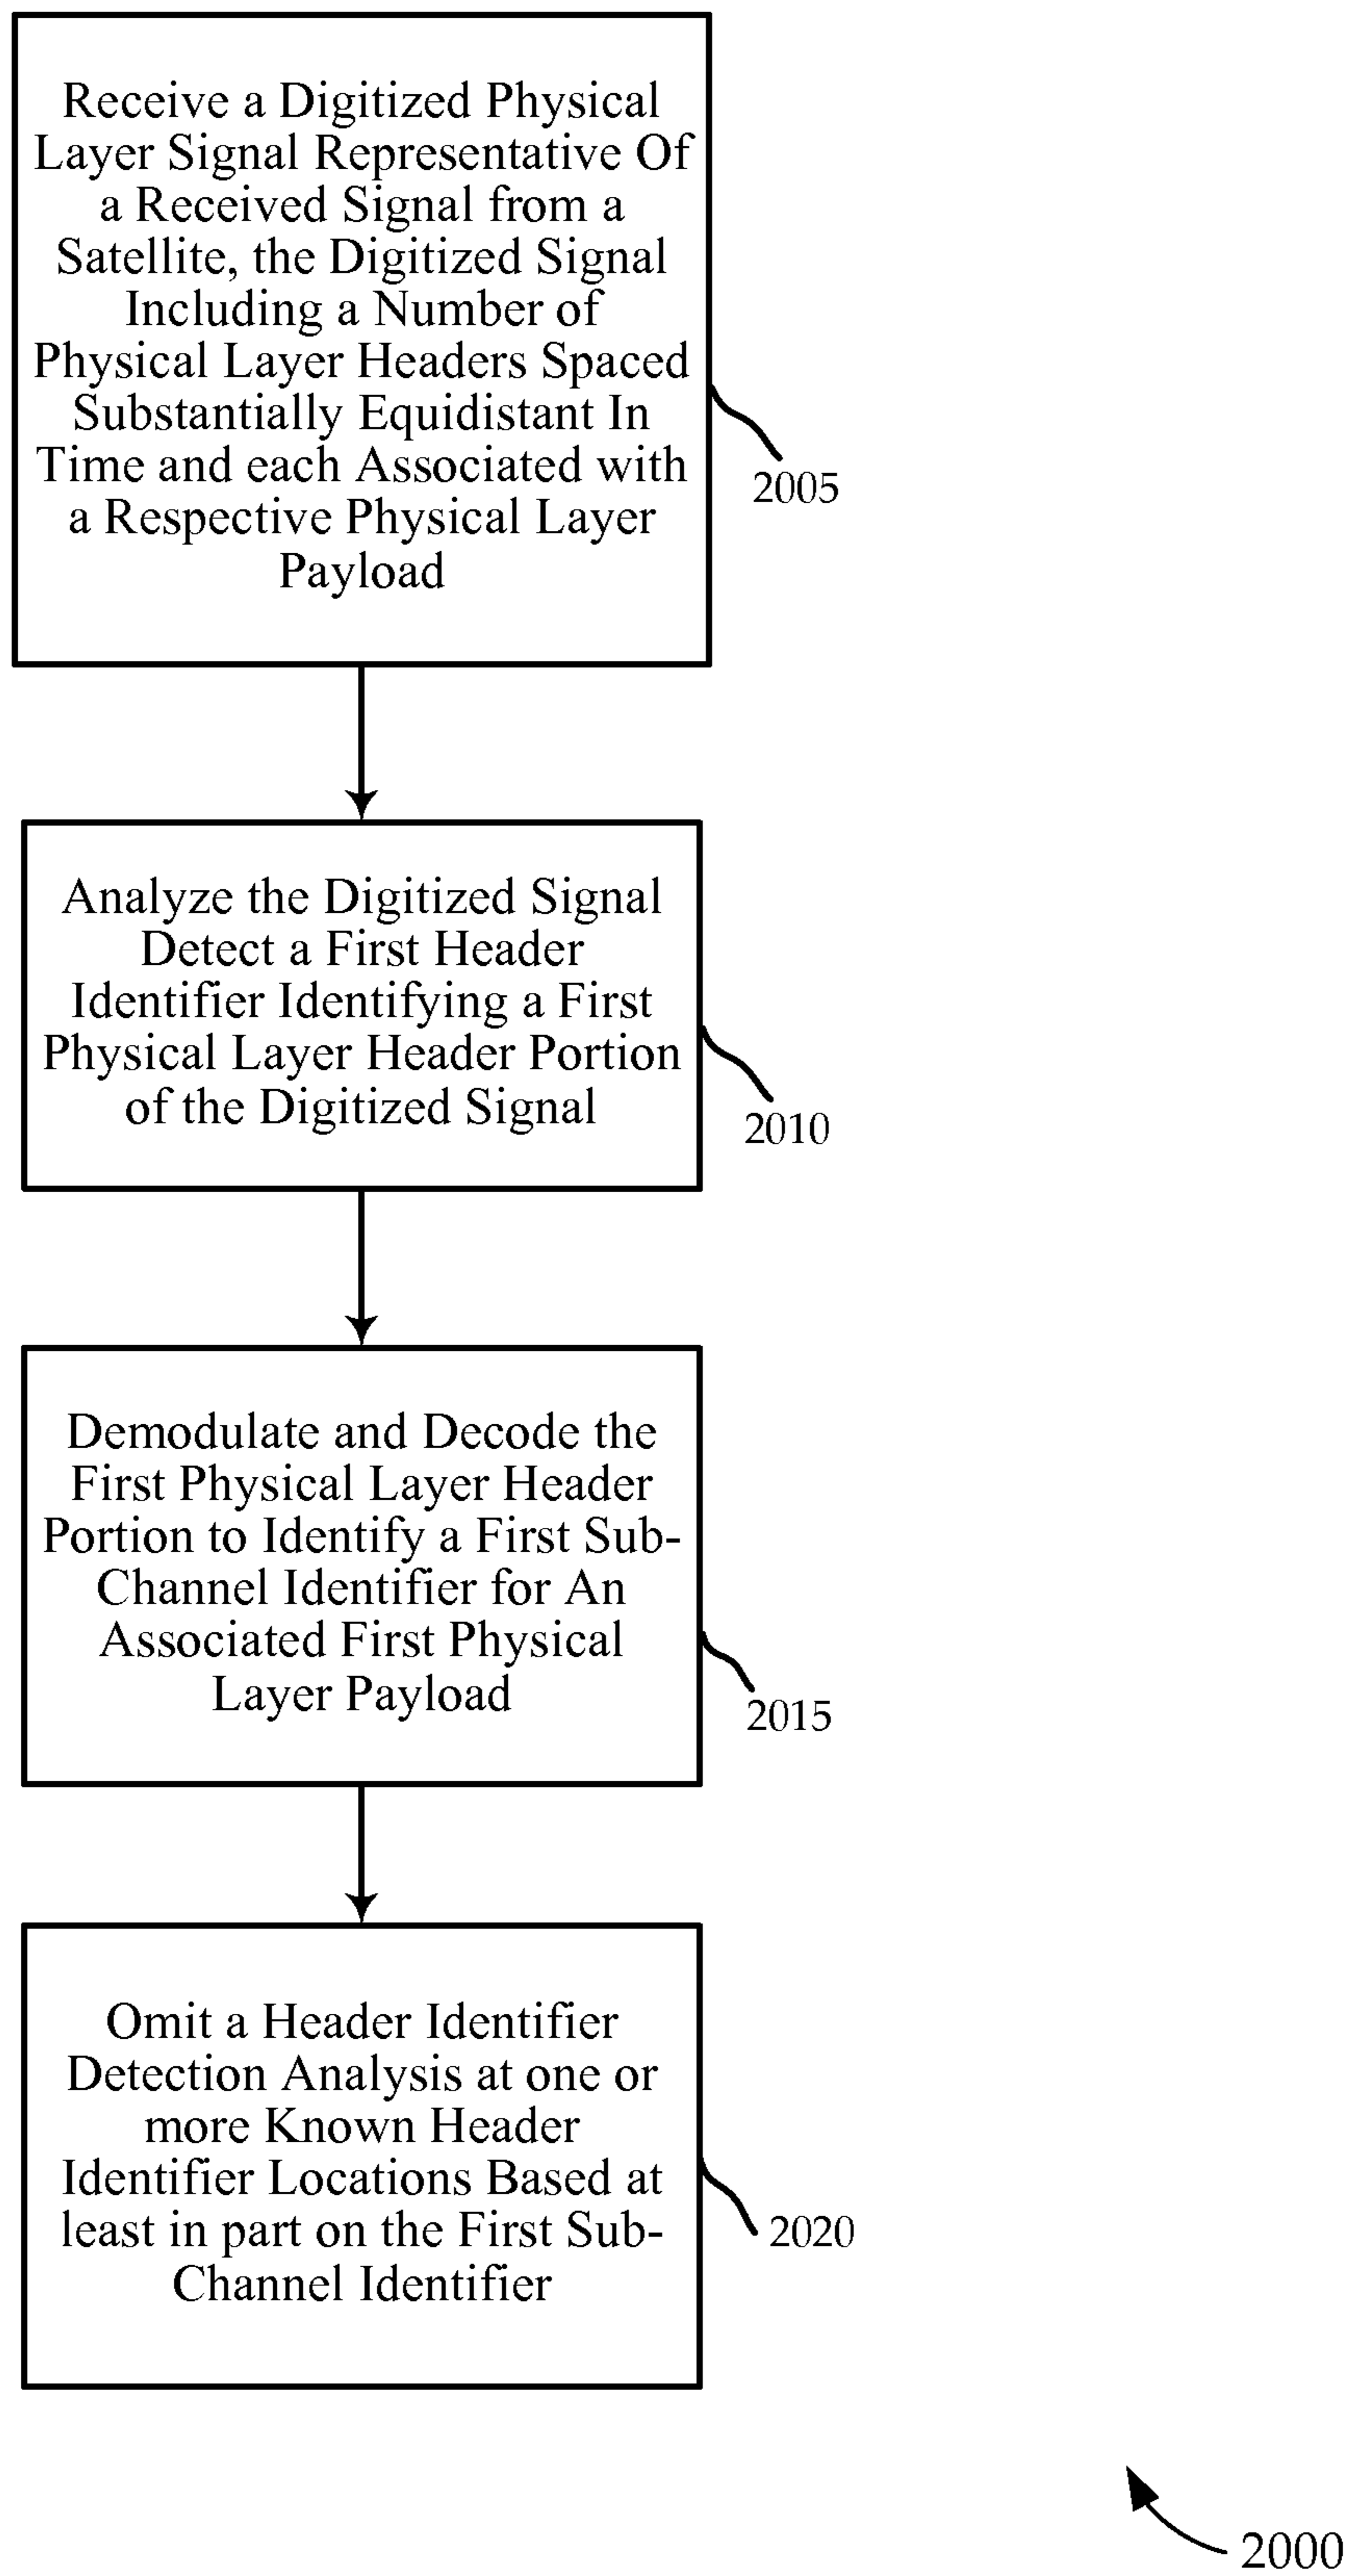 Receive a Digitized Physical
Layer Signal Representative Of
a Received Signal from a
Satellite, the Digitized Signal
Including a Number of
Physical Layer Headers Spaced
Substantially Equidistant In
Time and each Associated with
a Respective Physical Layer
Payload
2005
Analyze the Digitized Signal
Detect a First Header
Identifier Identifying a First
Physical Layer Header Portion
of the Digitized Signal
2010
Demodulate and Decode the
First Physical Layer Header
Portion to Identify a First Sub-
Channel Identifier for An
Associated First Physical
Layer Payload
2015
Omit a Header Identifier
Detection Analysis at one or
more Known Header
Identifier Locations Based at
least in part on the First Sub-
Channel Identifier
2020
2000